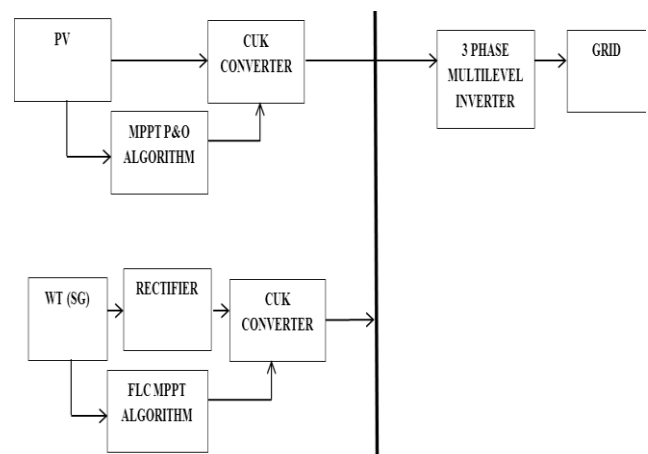 PV
CUK
CONVERTER
3 PHASE
MULTILEVEL
INVERTER
GRID
MPPT P&O
ALGORITHM
WT (SG)
RECTIFIER
CUK
CONVERTER
FLC MPPT
ALGORITHM